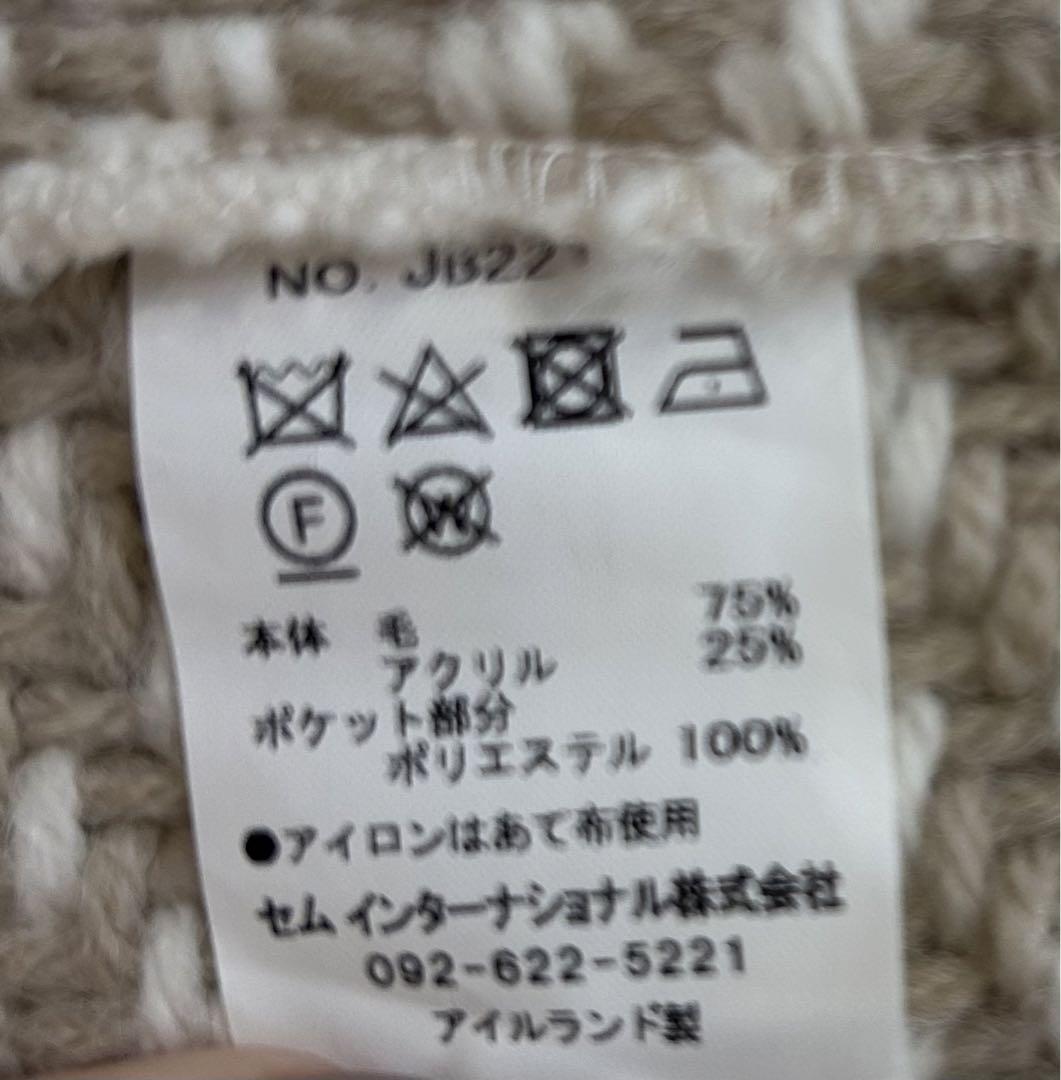 NO. JB22
F
W
本体 毛 75%
アクリル 25%
ポケット部分
ポリエステル 100%
●アイロンはあて布使用
セムインターナショナル株式会社
092-622-5221
アイルランド製